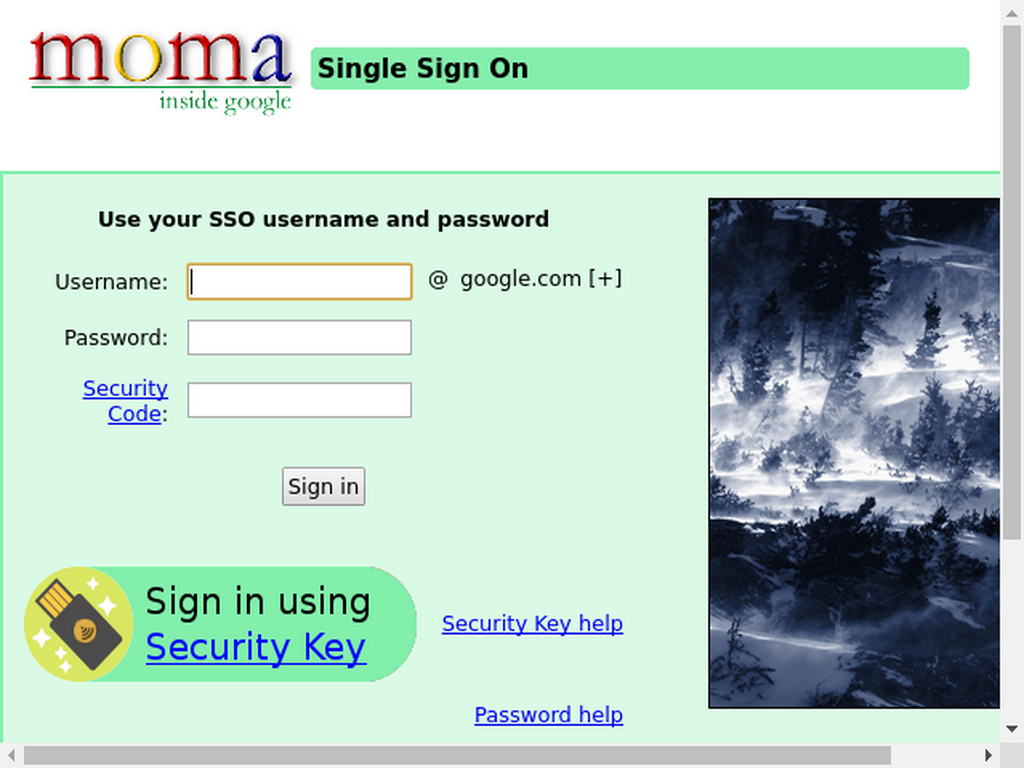 moma
inside google
Single Sign On
Use your SSO username and password
Username:
@ google.com [+]
Password:
Security
Code:
Sign in
Sign in using
Security Key
Security Key help
Password help